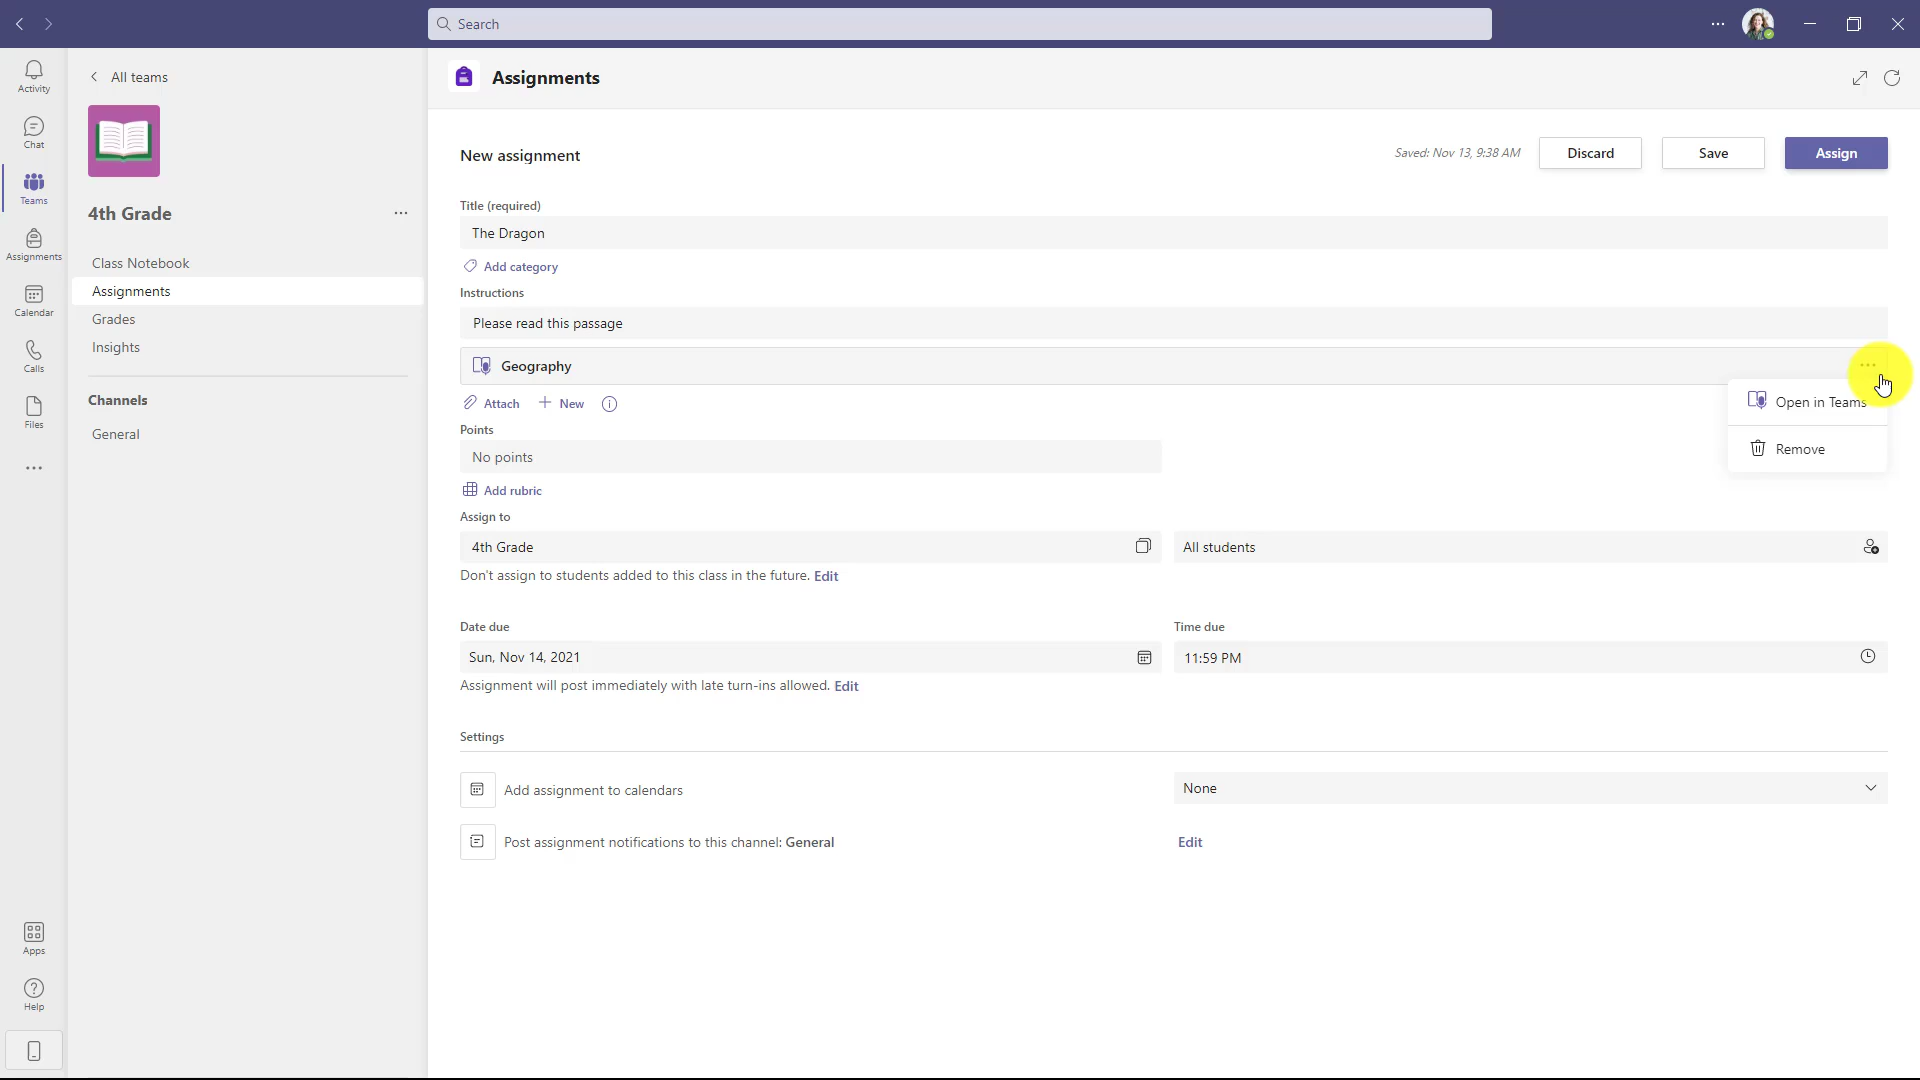 Search
Activity
Chat
Teams
Assignments
Calendar
Calls
Files
Apps
Help
All teams
4th Grade
Class Notebook
Assignments
Grades
Insights
Channels
General
Assignments
New assignment
Saved: Nov 13, 9:38 AM
Discard
Save
Assign
Title (required)
The Dragon
Add category
Instructions
Please read this passage
Geography
Open in Teams
Remove
Attach
New
Points
No points
Add rubric
Assign to
4th Grade
All students
Don't assign to students added to this class in the future. Edit
Date due
Time due
Sun, Nov 14, 2021
11:59 PM
Assignment will post immediately with late turn-ins allowed. Edit
Settings
Add assignment to calendars
None
Post assignment notifications to this channel: General
Edit